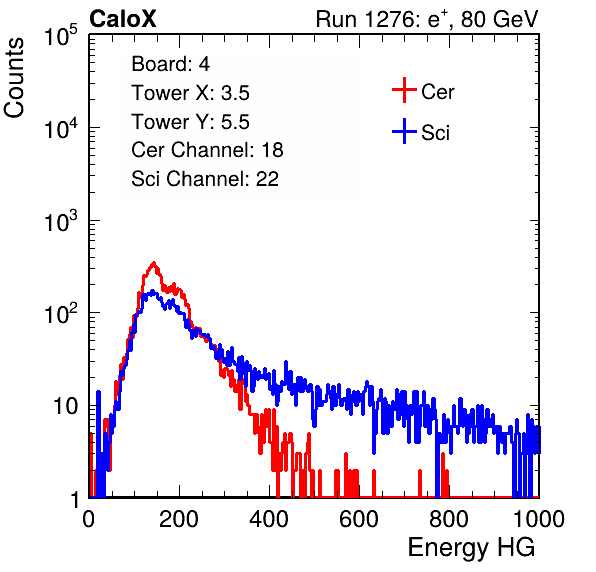 CaloX Run 1276: e⁺, 80 GeV
Counts
Board: 4
Tower X: 3.5
Tower Y: 5.5
Cer Channel: 18
Sci Channel: 22
Cer
Sci
10⁵
10⁴
10³
10²
10
1
0 200 400 600 800 1000
Energy HG